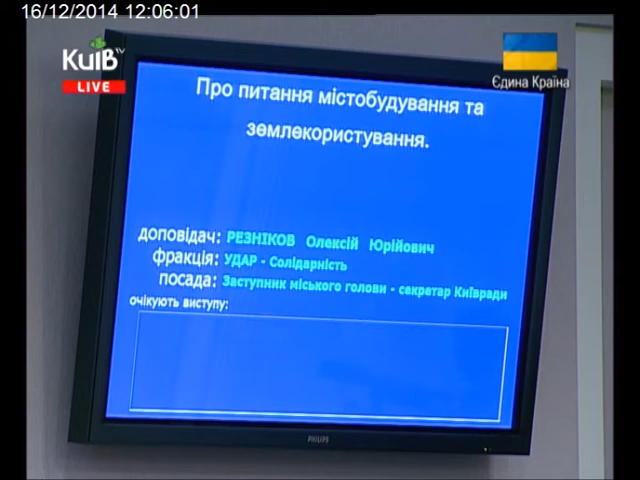 16/12/2014 12:06:01
КиїВ TV
LIVE
Єдина Країна
Про питання містобудування та
землекористування.
доповідач: РЕЗНІКОВ Олексій Юрійович
фракція: УДАР - Солідарність
посада: Заступник міського голови - секретар Київради
очікують виступу:
PHILIPS